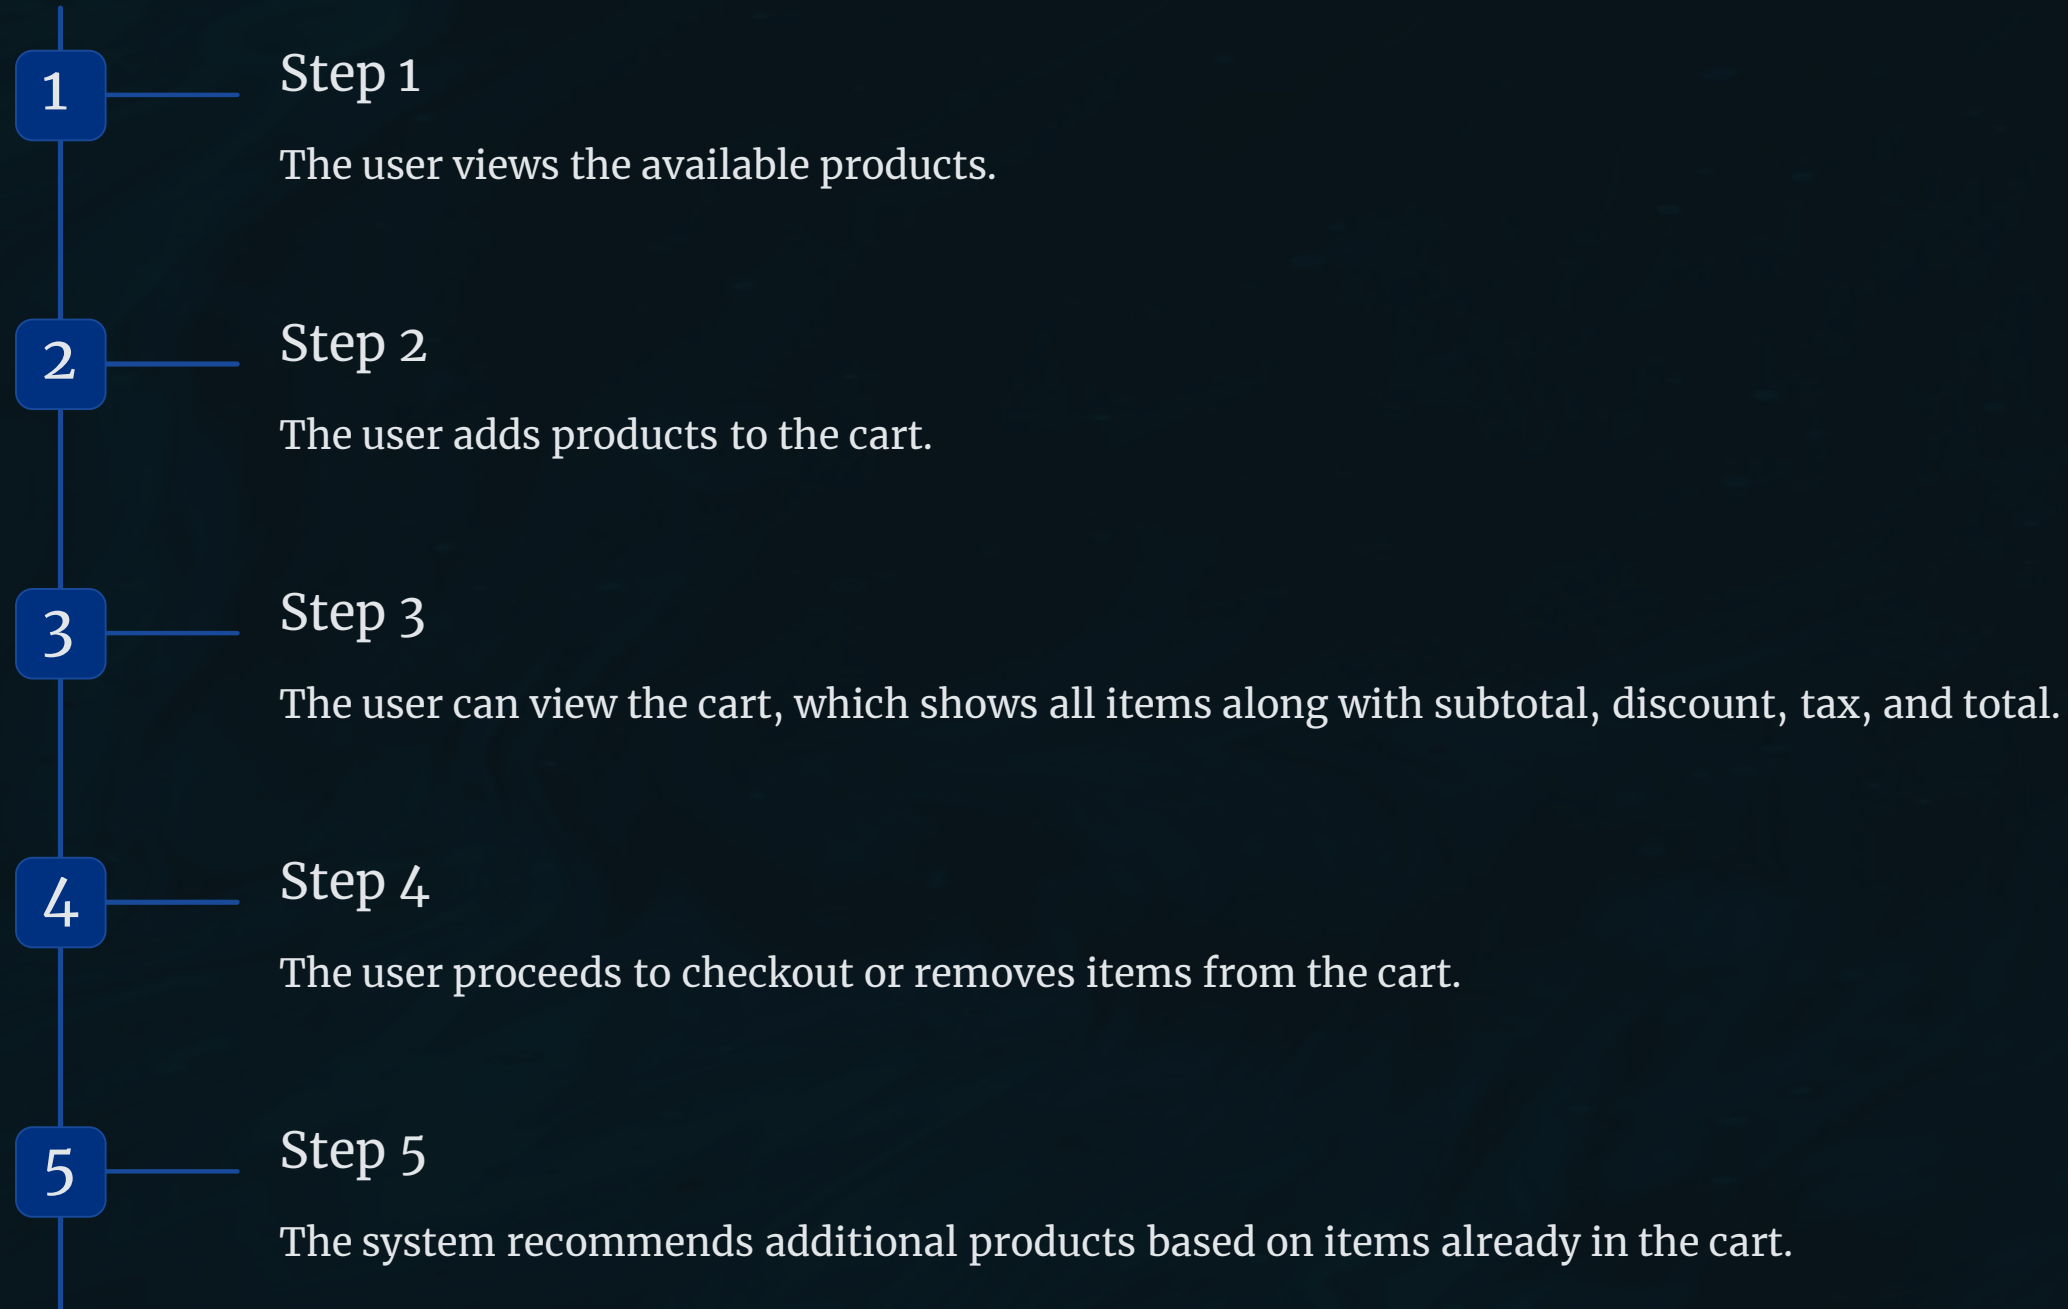 1
Step 1
The user views the available products.
2
Step 2
The user adds products to the cart.
3
Step 3
The user can view the cart, which shows all items along with subtotal, discount, tax, and total.
4
Step 4
The user proceeds to checkout or removes items from the cart.
5
Step 5
The system recommends additional products based on items already in the cart.